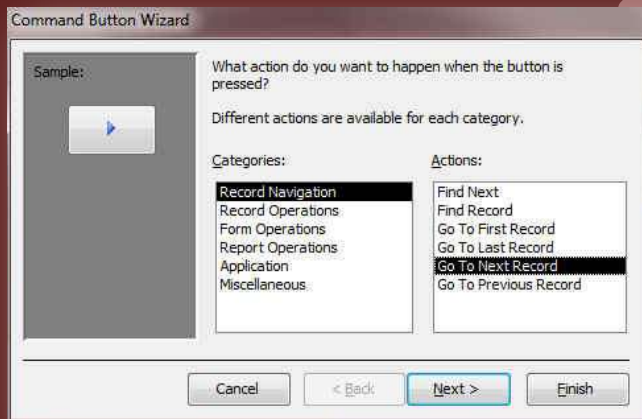 Command Button Wizard
Sample:
What action do you want to happen when the button is
pressed?
Different actions are available for each category.
Categories:
Actions:
Record Navigation
Record Operations
Form Operations
Report Operations
Application
Miscellaneous
Find Next
Find Record
Go To First Record
Go To Last Record
Go To Next Record
Go To Previous Record
Cancel
< Back
Next >
Finish